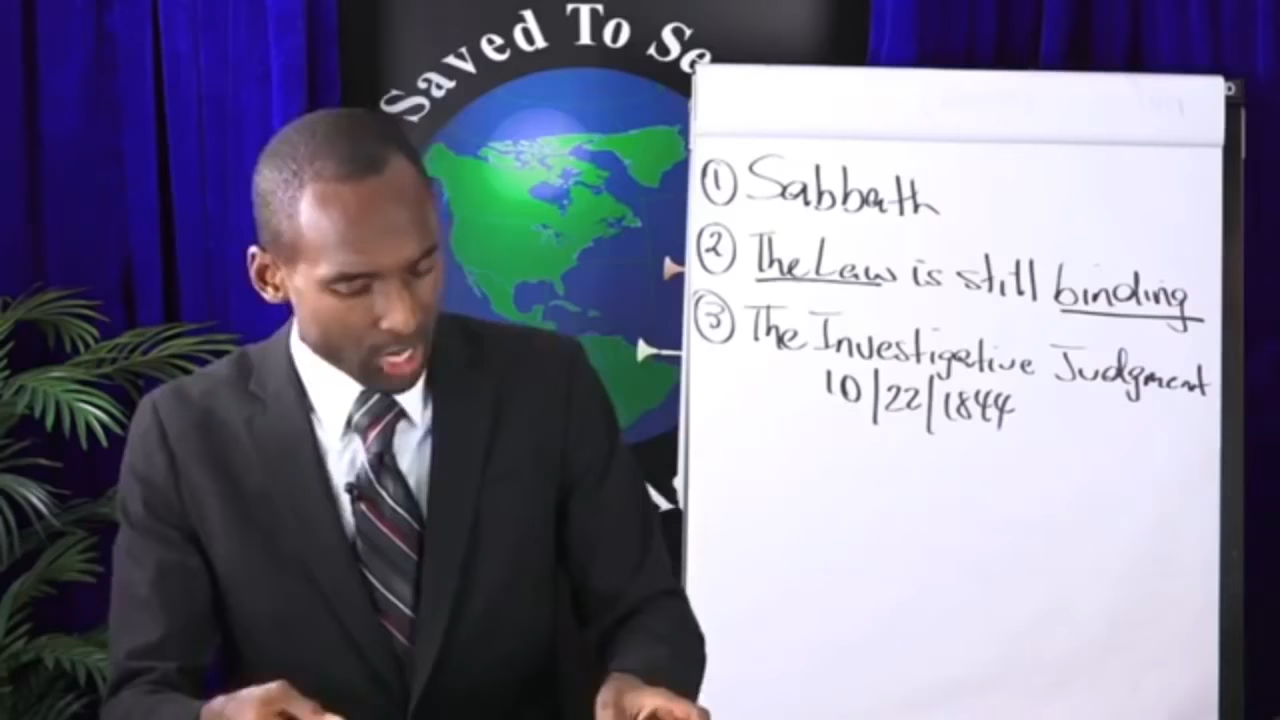 Saved To Se
① Sabbath
② The Law is still binding
③ The Investigative Judgment
10/22/1844